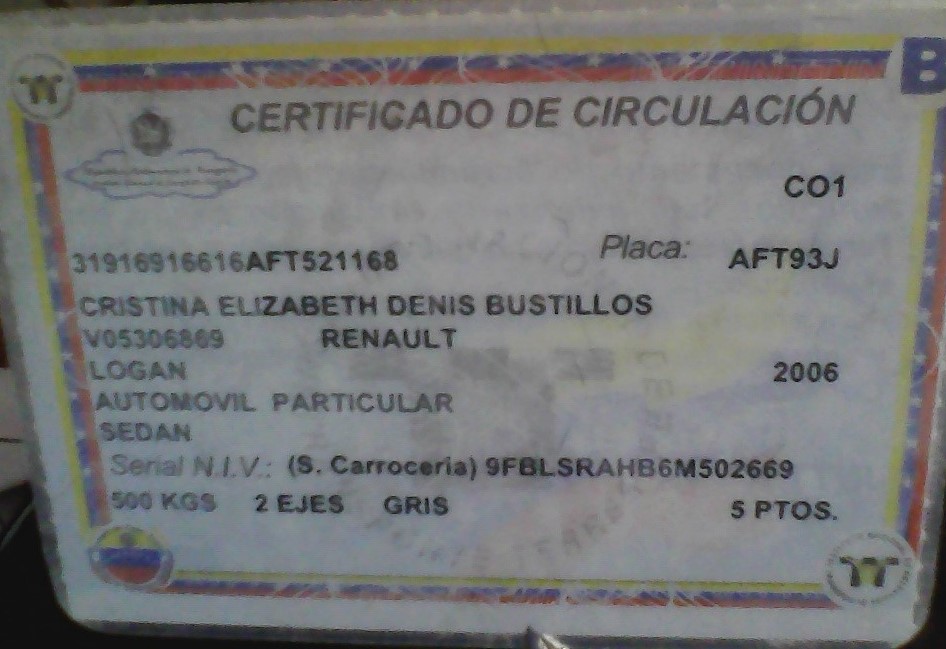 B
CERTIFICADO DE CIRCULACIÓN
CO1
31916916616AFT521168 Placa: AFT93J
CRISTINA ELIZABETH DENIS BUSTILLOS
V05306869 RENAULT
LOGAN 2006
AUTOMOVIL PARTICULAR
SEDAN
Serial N.I.V.: (S. Carroceria) 9FBLSRAHB6M502669
500 KGS 2 EJES GRIS 5 PTOS.